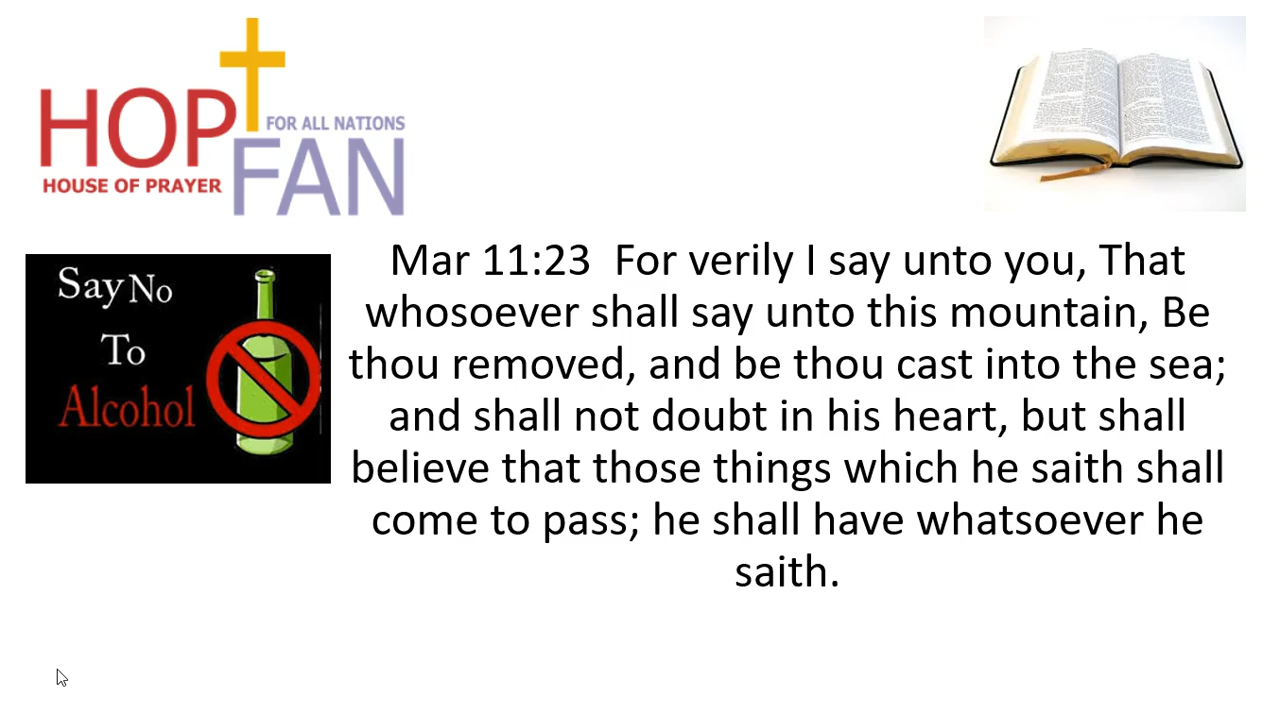 HOP
FOR ALL NATIONS
HOUSE OF PRAYER
FAN
Say No
To
Alcohol
Mar 11:23  For verily I say unto you, That
whosoever shall say unto this mountain, Be
thou removed, and be thou cast into the sea;
and shall not doubt in his heart, but shall
believe that those things which he saith shall
come to pass; he shall have whatsoever he
saith.